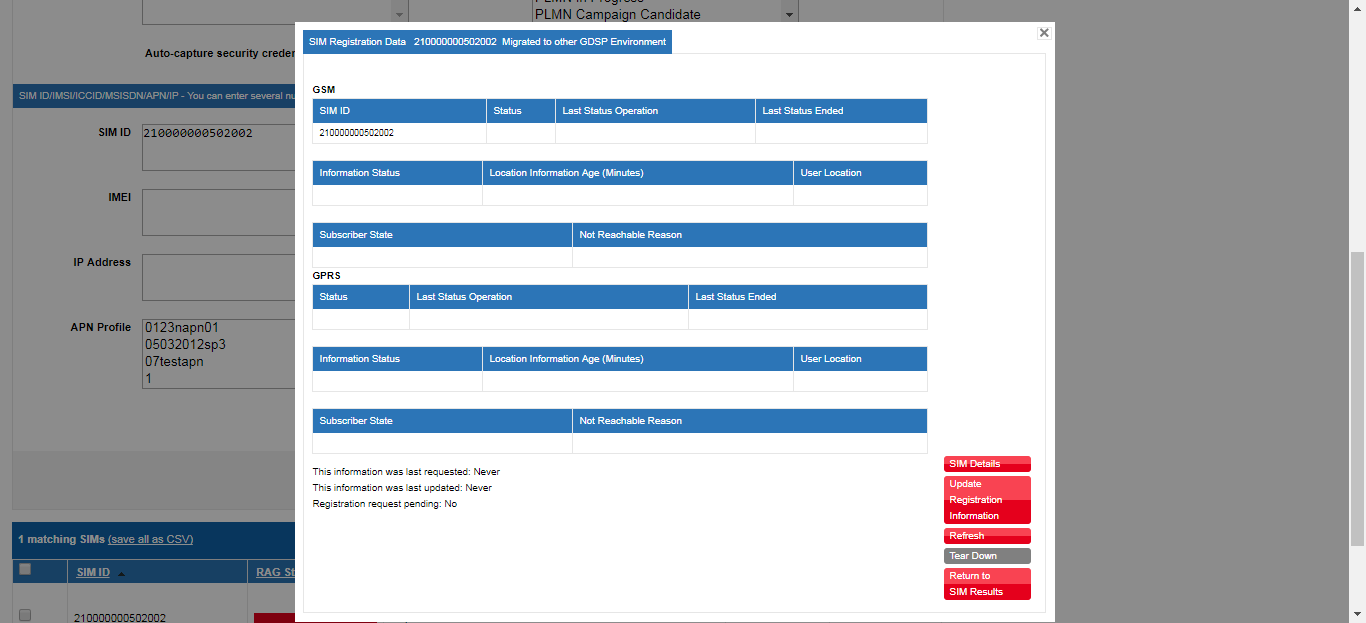 PLMN in Progress
PLMN Campaign Candidate
Auto-capture security creder
SIM ID/IMSI/ICCID/MSISDN/APN/IP - You can enter several nu
SIM ID
210000000502002
IMEI
IP Address
APN Profile
0123napn01
05032012sp3
07testapn
1
1 matching SIMs (save all as CSV)
SIM ID
RAG St
210000000502002
SIM Registration Data 210000000502002 Migrated to other GDSP Environment
GSM
SIM ID Status Last Status Operation Last Status Ended
210000000502002
Information Status Location Information Age (Minutes) User Location
Subscriber State Not Reachable Reason
GPRS
Status Last Status Operation Last Status Ended
Information Status Location Information Age (Minutes) User Location
Subscriber State Not Reachable Reason
This information was last requested: Never
This information was last updated: Never
Registration request pending: No
SIM Details
Update
Registration
Information
Refresh
Tear Down
Return to
SIM Results